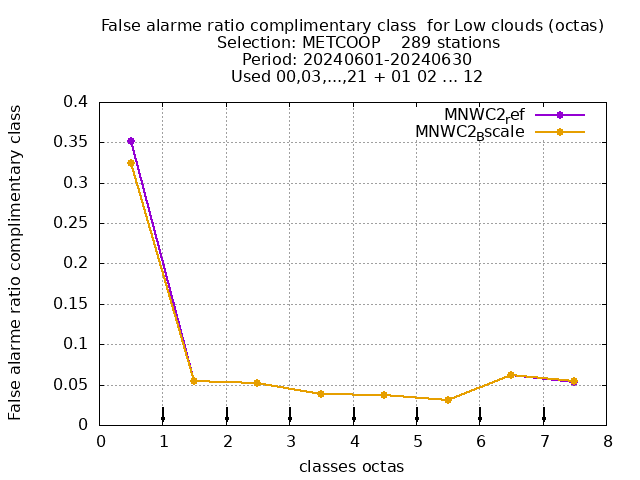 False alarme ratio complimentary class  for Low clouds (octas)
Selection: METCOOP    289 stations
Period: 20240601-20240630
Used 00,03,...,21 + 01 02 ... 12
False alarme ratio complimentary class
0.4
0.35
0.3
0.25
0.2
0.15
0.1
0.05
0
MNWC2ref
MNWC2Bscale
0 1 2 3 4 5 6 7 8
classes octas